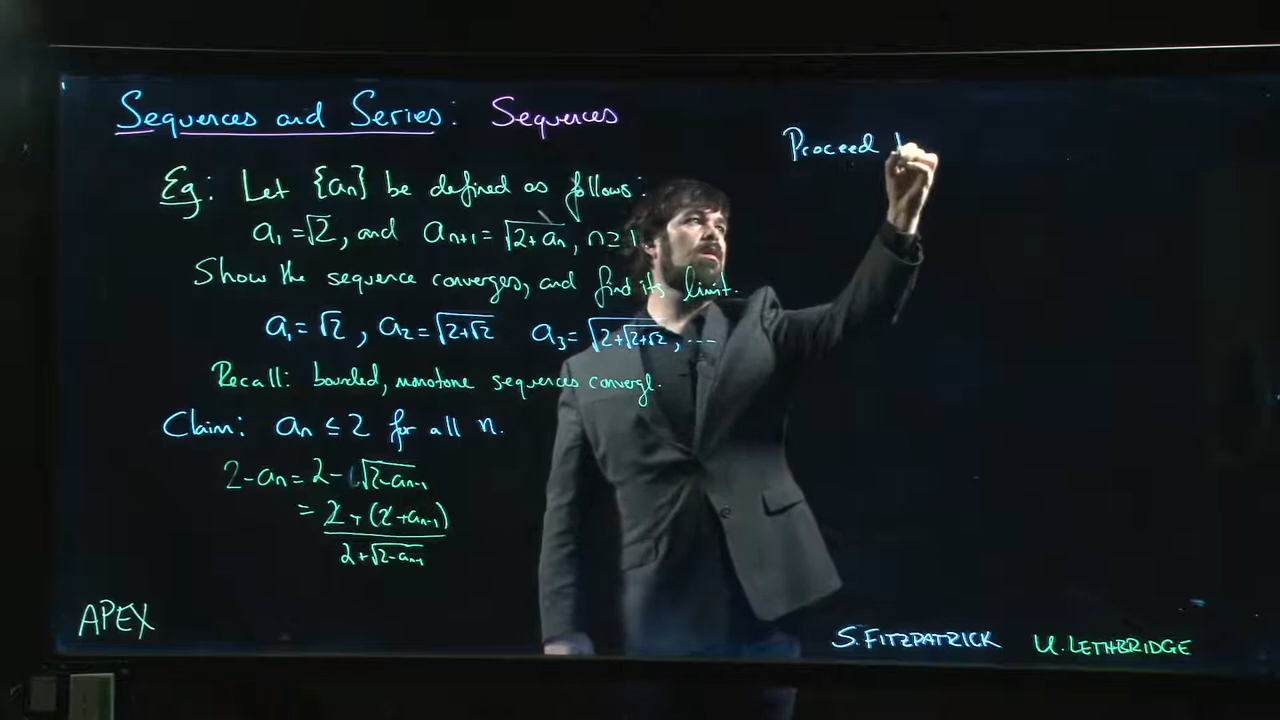 Sequences and Series: Sequences
Eg: Let {aₙ} be defined as follows:
a₁ = √2, and aₙ₊₁ = √(2+aₙ), n ≥ 1.
Show the sequence converges, and find its limit.
a₁ = √2, a₂ = √(2+√2) a₃ = √(2+√(2+√2)), ...
Recall: bounded, monotone sequences converge.
Claim: aₙ ≤ 2 for all n.
2-aₙ = 2-√(2-aₙ₋₁)
= (2+(2+aₙ₋₁))/(2+√(2-aₙ₋₁))
APEX
Proceed
S. FITZPATRICK U. LETHBRIDGE